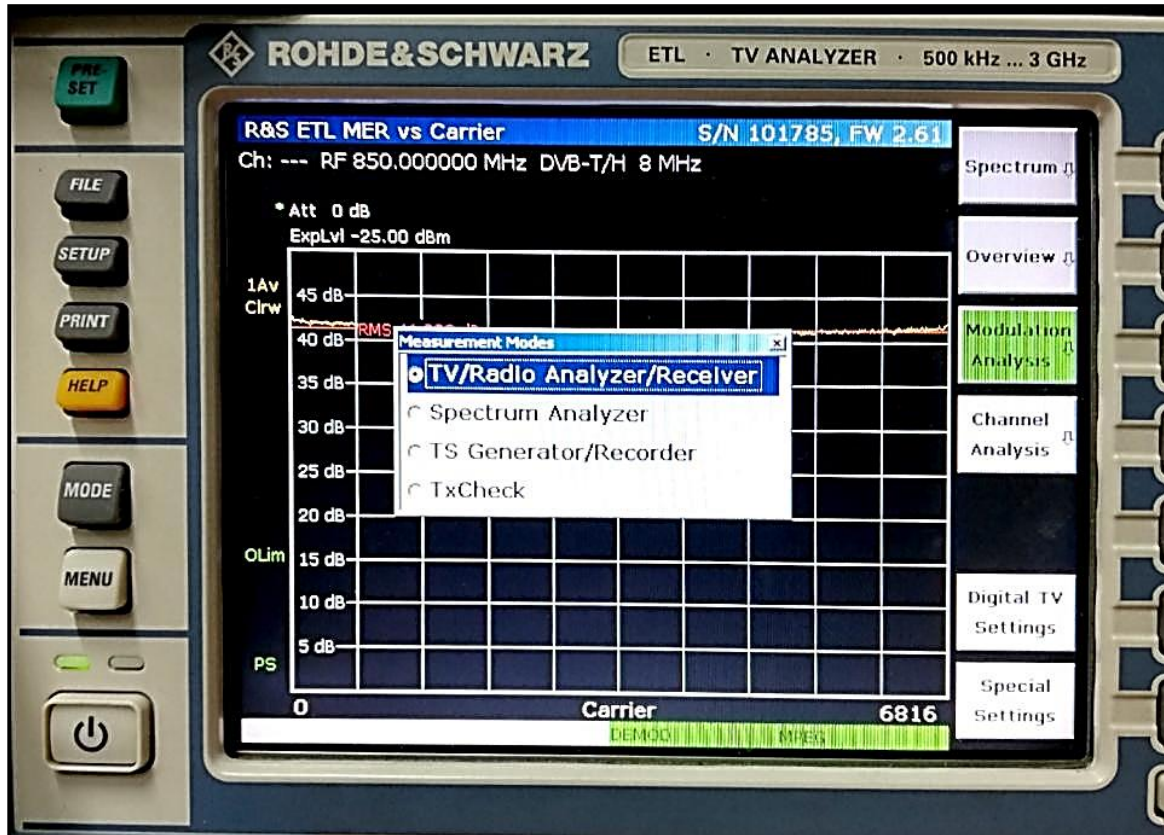 PRE-
SET
FILE
SETUP
PRINT
HELP
MODE
MENU
ROHDE&SCHWARZ
ETL · TV ANALYZER · 500 kHz ... 3 GHz
R&S ETL MER vs Carrier S/N 101785, FW 2.61
Ch: --- RF 850.000000 MHz DVB-T/H 8 MHz
* Att 0 dB
ExpLvl -25.00 dBm
1Av
Clrw
45 dB
RMS
40 dB
35 dB
30 dB
25 dB
20 dB
OLim
15 dB
10 dB
5 dB
PS
0 Carrier 6816
DEMOD MPEG
Measurement Modes x
TV/Radio Analyzer/Receiver
Spectrum Analyzer
TS Generator/Recorder
TxCheck
Spectrum
Overview
Modulation
Analysis
Channel
Analysis
Digital TV
Settings
Special
Settings